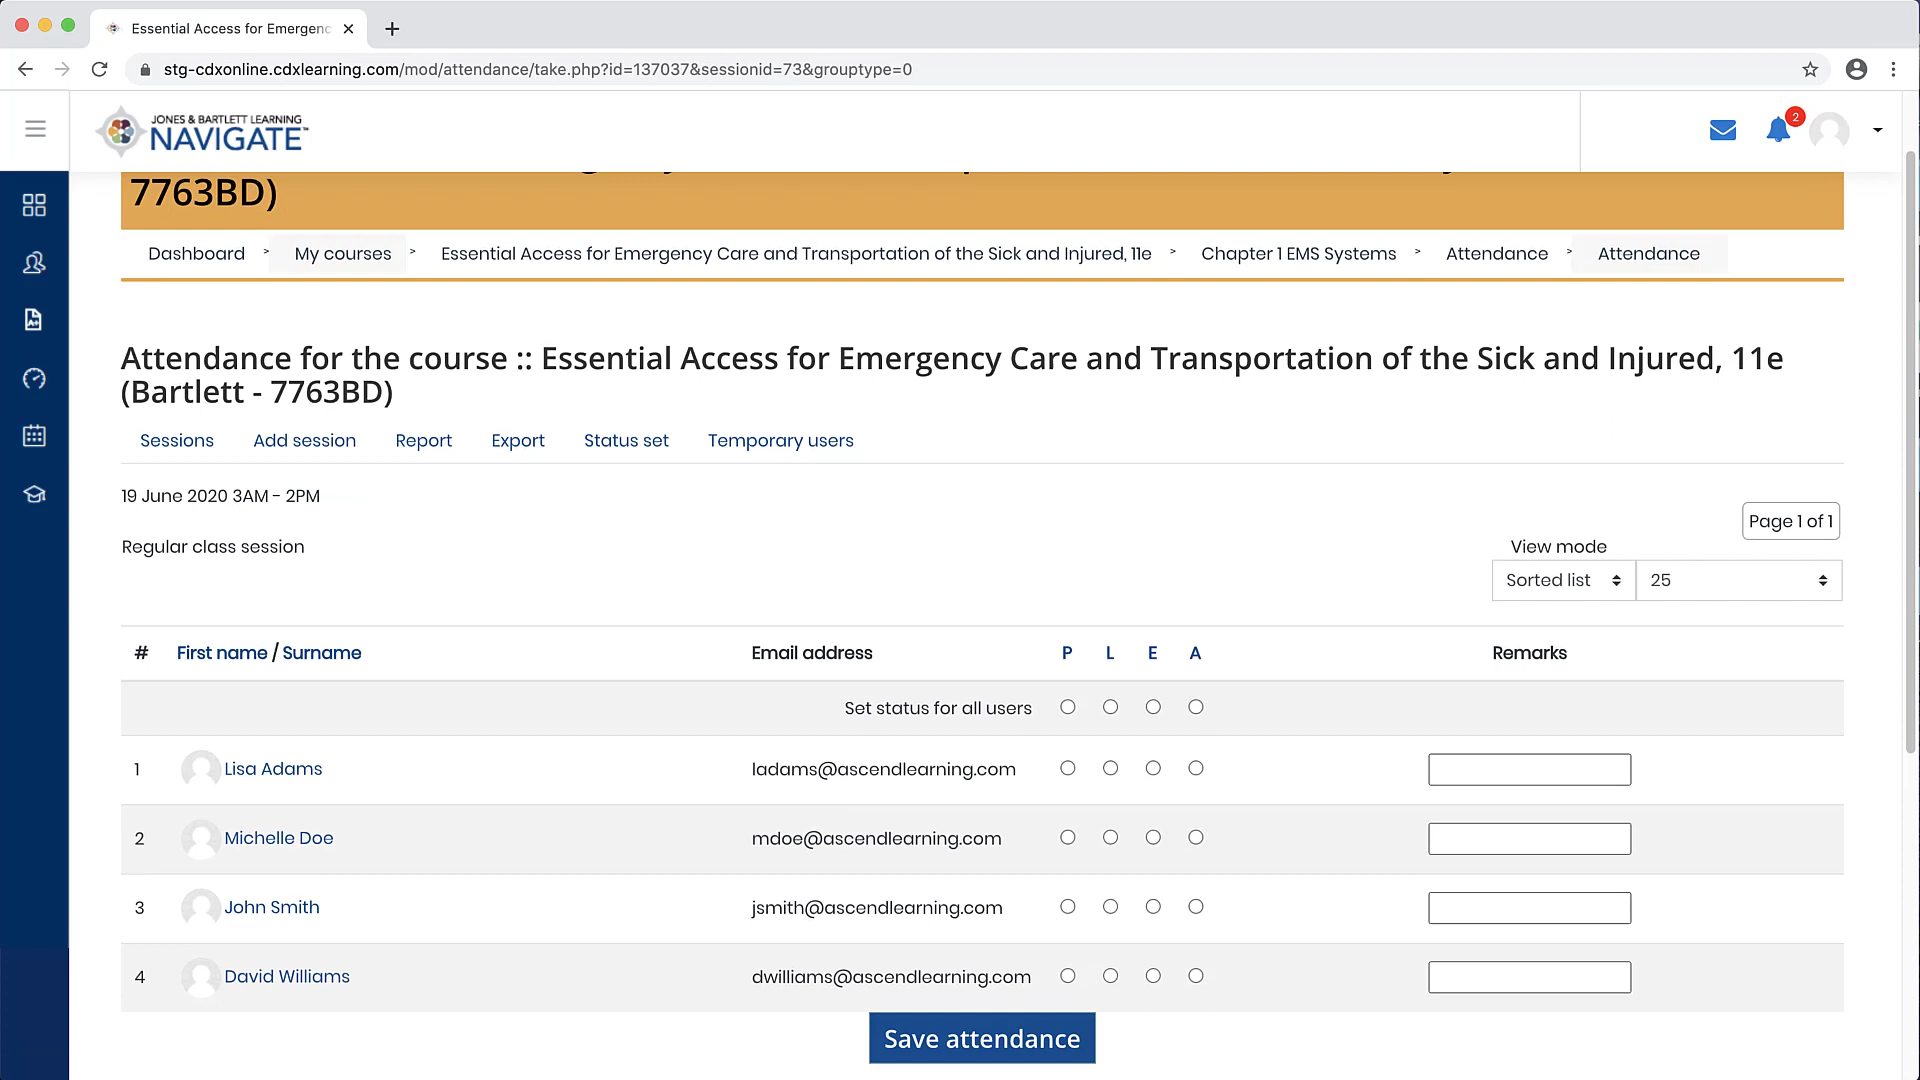 Essential Access for Emergenc
stg-cdxonline.cdxlearning.com/mod/attendance/take.php?id=137037&sessionid=73&grouptype=0
JONES & BARTLETT LEARNING
NAVIGATE™
2
7763BD)
Dashboard > My courses > Essential Access for Emergency Care and Transportation of the Sick and Injured, 11e > Chapter 1 EMS Systems > Attendance > Attendance
Attendance for the course :: Essential Access for Emergency Care and Transportation of the Sick and Injured, 11e
(Bartlett - 7763BD)
Sessions Add session Report Export Status set Temporary users
19 June 2020 3AM - 2PM
Page 1 of 1
Regular class session
View mode
Sorted list 25
# First name / Surname Email address P L E A Remarks
Set status for all users
1 Lisa Adams ladams@ascendlearning.com
2 Michelle Doe mdoe@ascendlearning.com
3 John Smith jsmith@ascendlearning.com
4 David Williams dwilliams@ascendlearning.com
Save attendance